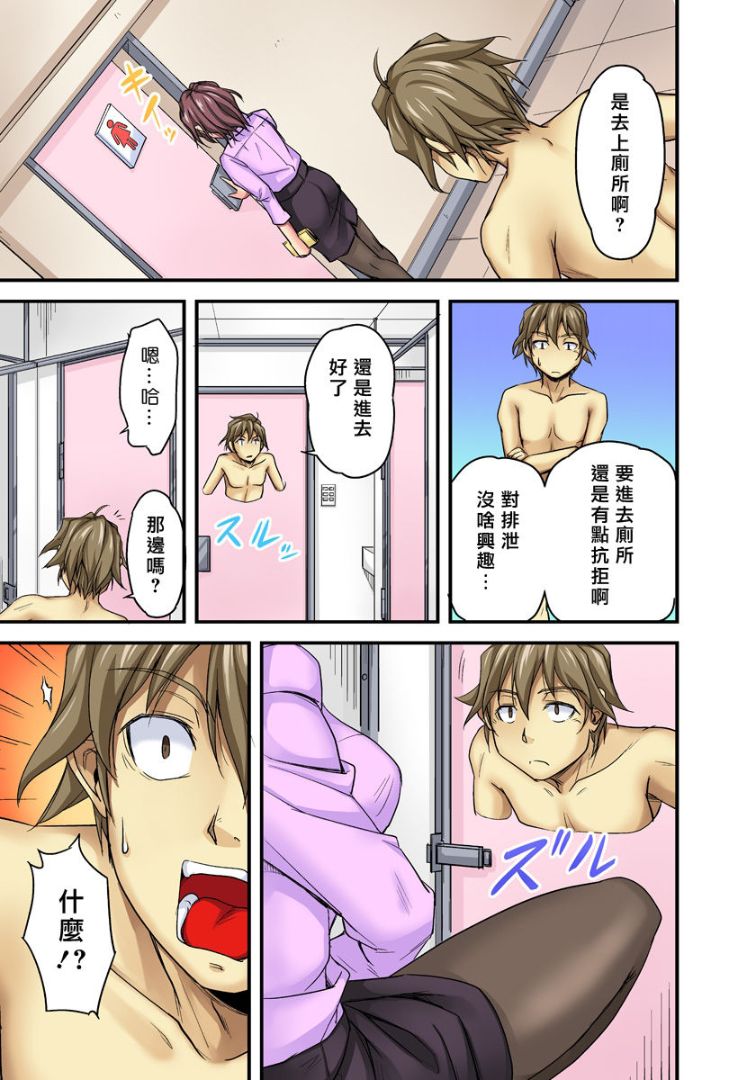 是去上廁所啊?
ギイッ
要進去廁所
還是有點抗拒啊
對排泄
沒啥興趣…
還是進去
好了
スルッ
嗯…哈…
那邊嗎?
ズル
什麼!?